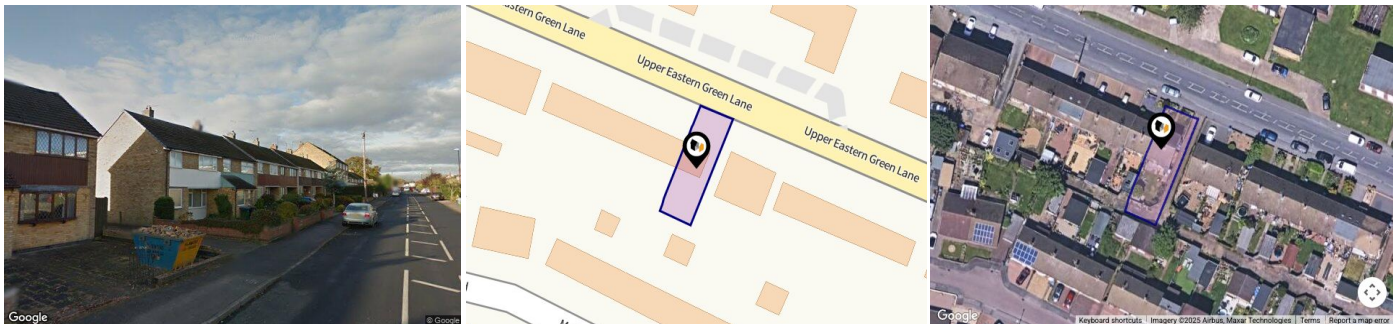 Google
© Google
astern Green Lane
Upper Eastern Green Lane
Upper Eastern Green Lane
Google
Keyboard shortcuts
Imagery ©2025 Airbus, Maxar Technologies
Terms
Report a map error